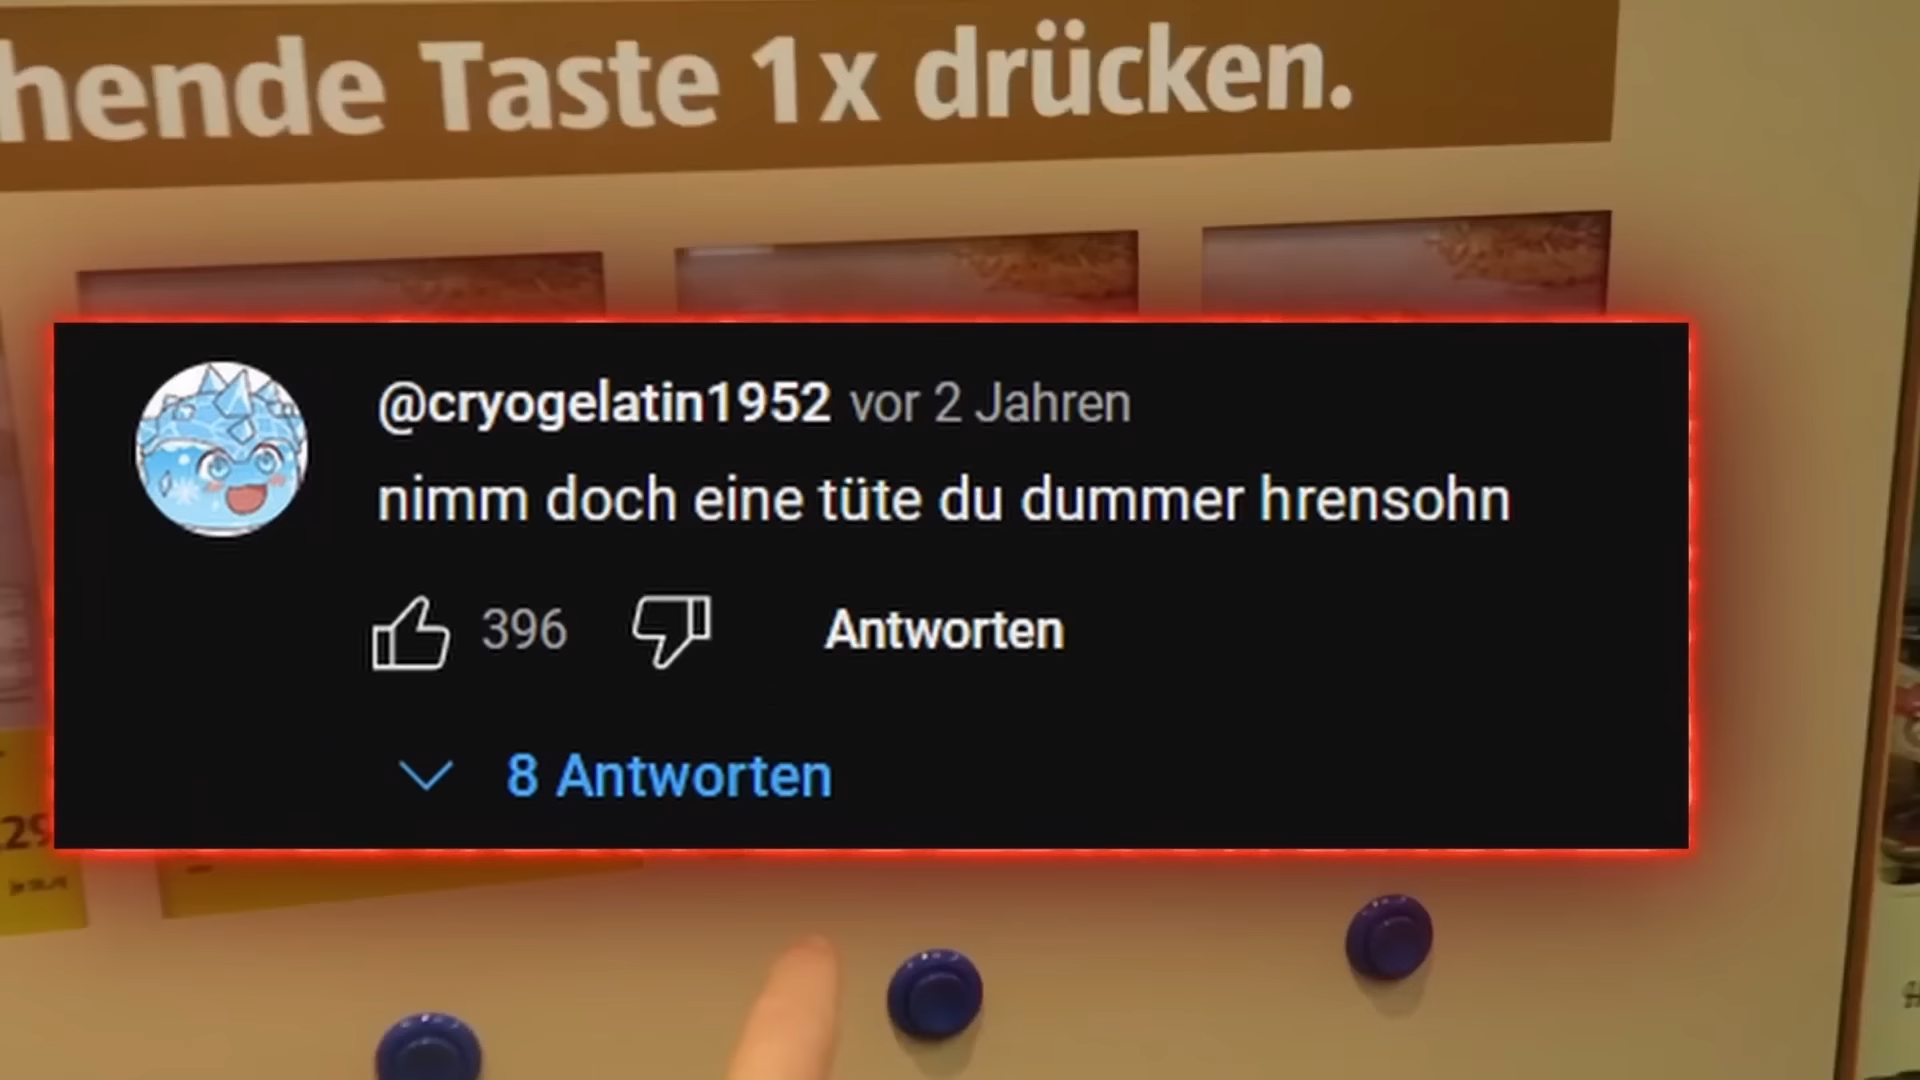 hende Taste 1x drücken.
@cryogelatin1952 vor 2 Jahren
nimm doch eine tüte du dummer hrensohn
396 Antworten
8 Antworten